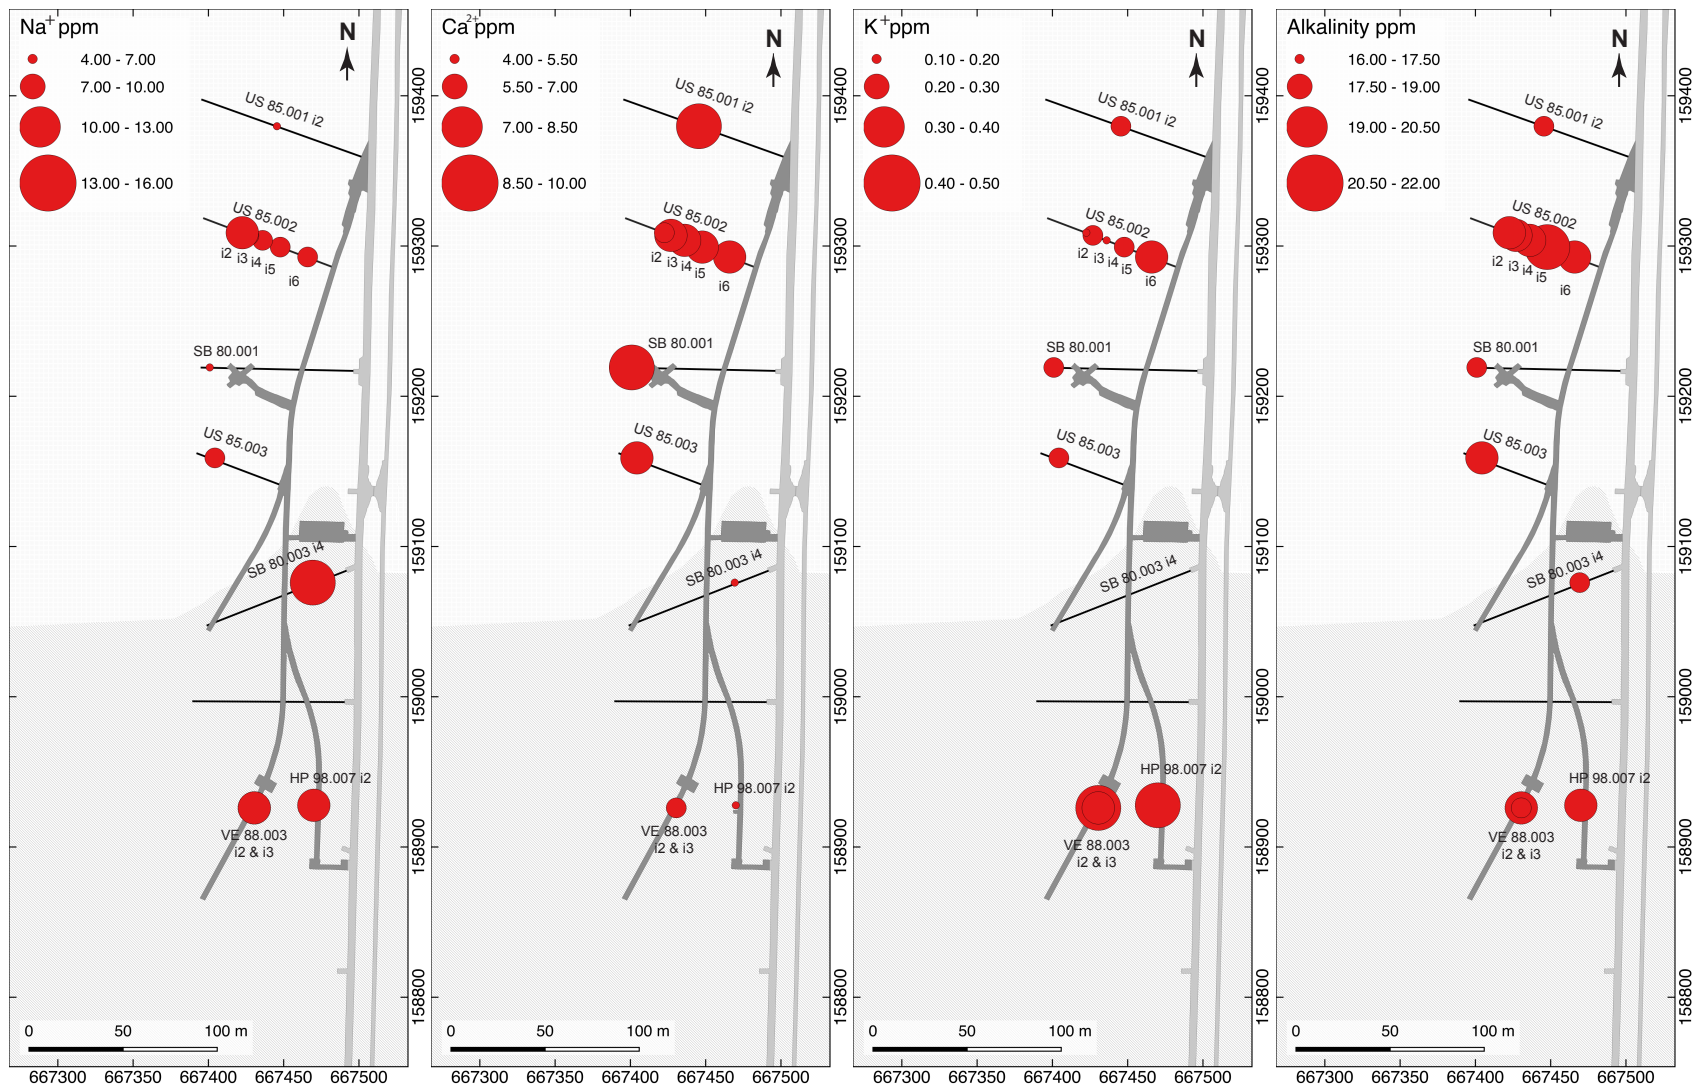 Na+ppm
4.00 - 7.00
7.00 - 10.00
10.00 - 13.00
13.00 - 16.00
N
US 85.001 i2
US 85.002
i2 i3 i4 i5
i6
SB 80.001
US 85.003
SB 80.003 i4
HP 98.007 i2
VE 88.003
i2 & i3
0 50 100 m
667300 667350 667400 667450 667500
159400
159300
159200
159100
159000
158900
158800
Ca2+ppm
4.00 - 5.50
5.50 - 7.00
7.00 - 8.50
8.50 - 10.00
N
US 85.001 i2
US 85.002
i2 i3 i4 i5
i6
SB 80.001
US 85.003
SB 80.003 i4
HP 98.007 i2
VE 88.003
i2 & i3
0 50 100 m
667300 667350 667400 667450 667500
159400
159300
159200
159100
159000
158900
158800
K+ppm
0.10 - 0.20
0.20 - 0.30
0.30 - 0.40
0.40 - 0.50
N
US 85.001 i2
US 85.002
i2 i3 i4 i5
i6
SB 80.001
US 85.003
SB 80.003 i4
HP 98.007 i2
VE 88.003
i2 & i3
0 50 100 m
667300 667350 667400 667450 667500
159400
159300
159200
159100
159000
158900
158800
Alkalinity ppm
16.00 - 17.50
17.50 - 19.00
19.00 - 20.50
20.50 - 22.00
N
US 85.001 i2
US 85.002
i2 i3 i4 i5
i6
SB 80.001
US 85.003
SB 80.003 i4
HP 98.007 i2
VE 88.003
i2 & i3
0 50 100 m
667300 667350 667400 667450 667500
159400
159300
159200
159100
159000
158900
158800